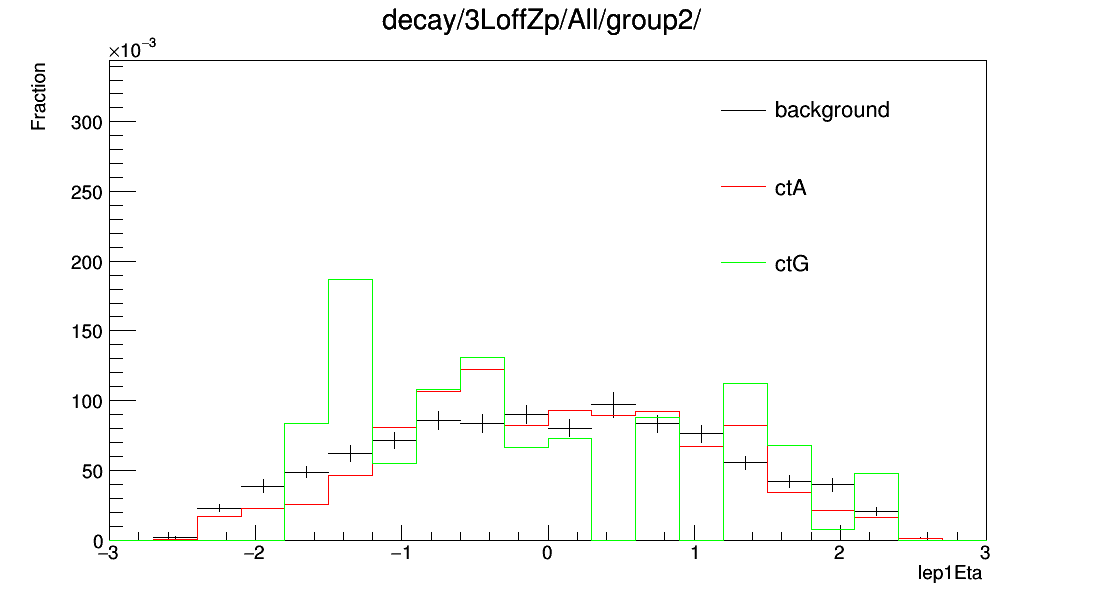 decay/3LoffZp/All/group2/
×10⁻³
Fraction
300
250
200
150
100
50
0
background
ctA
ctG
−3 −2 −1 0 1 2 3
lep1Eta